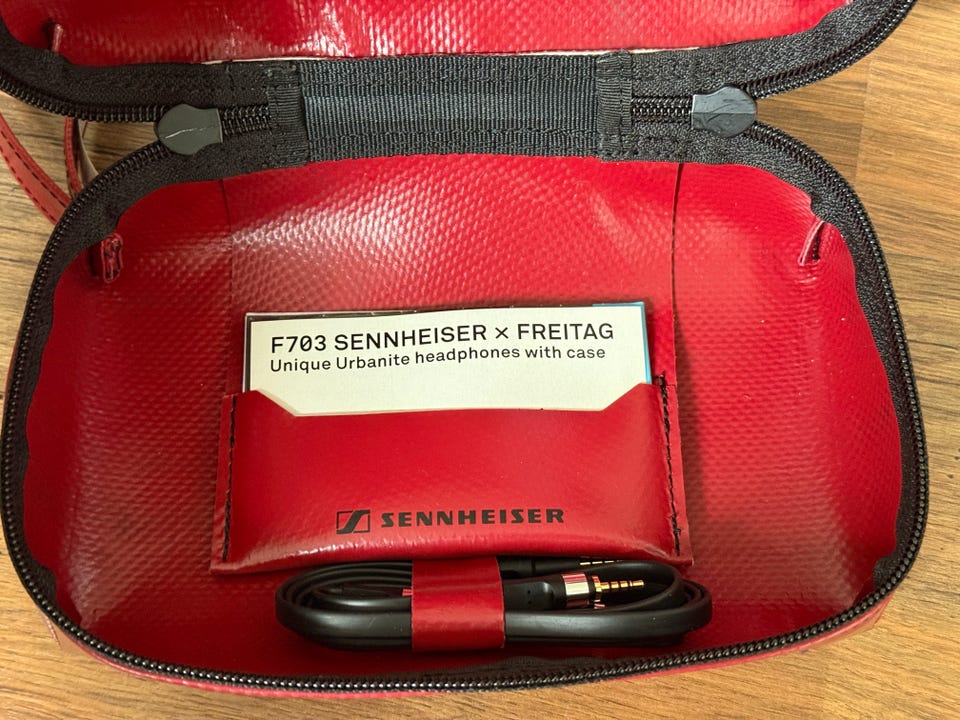 F703 SENNHEISER × FREITAG
Unique Urbanite headphones with case
SENNHEISER